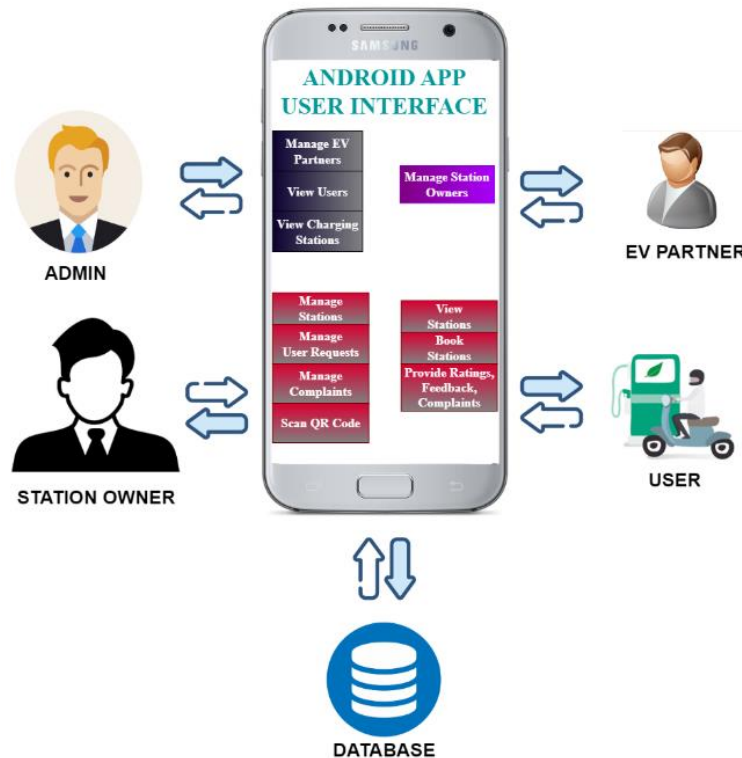 SAMSUNG
ANDROID APP
USER INTERFACE
Manage EV
Partners
View Users
View Charging
Stations
Manage Station
Owners
ADMIN
EV PARTNER
Manage
Stations
Manage
User Requests
Manage
Complaints
Scan QR Code
View
Stations
Book
Stations
Provide Ratings,
Feedback,
Complaints
STATION OWNER
USER
DATABASE